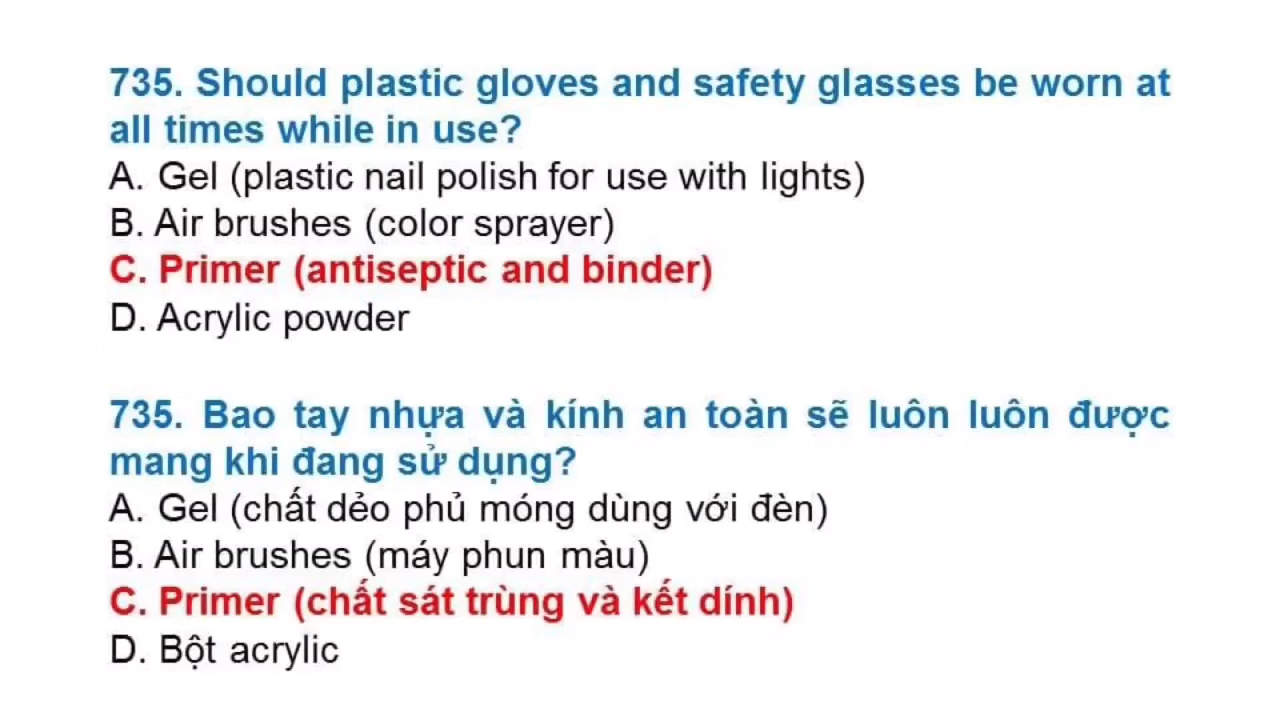 735. Should plastic gloves and safety glasses be worn at
all times while in use?
A. Gel (plastic nail polish for use with lights)
B. Air brushes (color sprayer)
C. Primer (antiseptic and binder)
D. Acrylic powder
735. Bao tay nhựa và kính an toàn sẽ luôn luôn được
mang khi đang sử dụng?
A. Gel (chất dẻo phủ móng dùng với đèn)
B. Air brushes (máy phun màu)
C. Primer (chất sát trùng và kết dính)
D. Bột acrylic